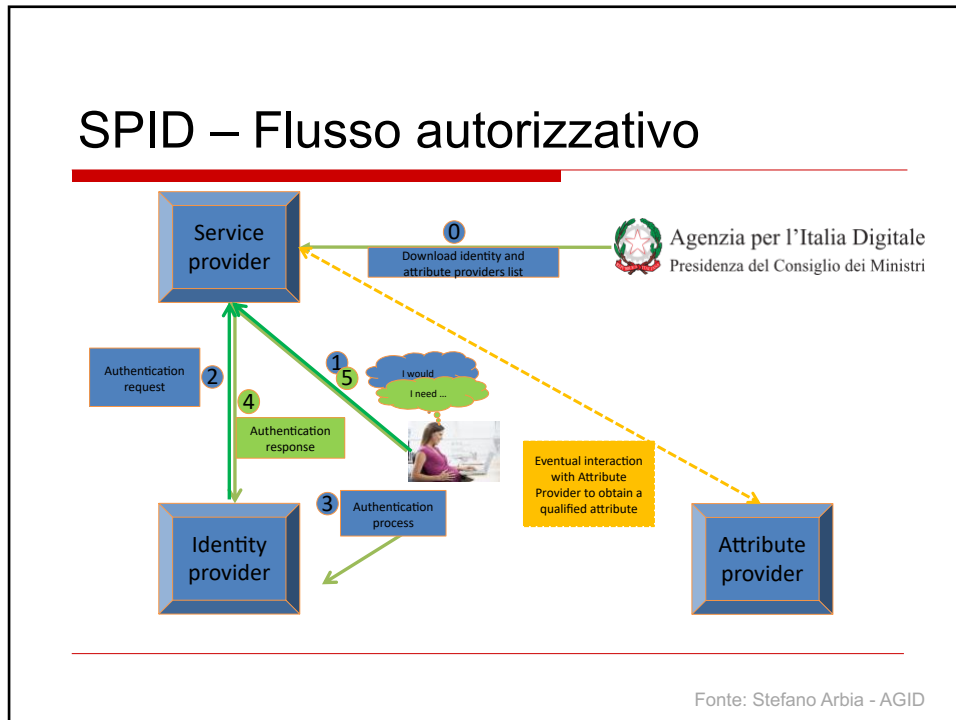 SPID – Flusso autorizzativo
Service
provider
0
Download identity and
attribute providers list
Agenzia per l'Italia Digitale
Presidenza del Consiglio dei Ministri
Authentication
request
2
1
5
I would
I need ...
4
Authentication
response
3
Authentication
process
Eventual interaction
with Attribute
Provider to obtain a
qualified attribute
Identity
provider
Attribute
provider
Fonte: Stefano Arbia - AGID